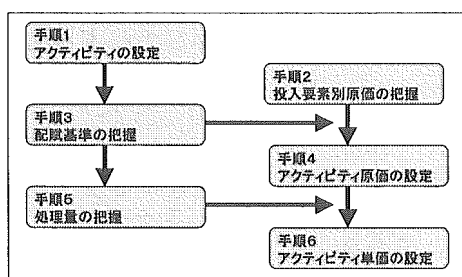 手順1
アクティビティの設定
手順2
投入要素別原価の把握
手順3
配賦基準の把握
手順4
アクティビティ原価の設定
手順5
処理量の把握
手順6
アクティビティ単価の設定